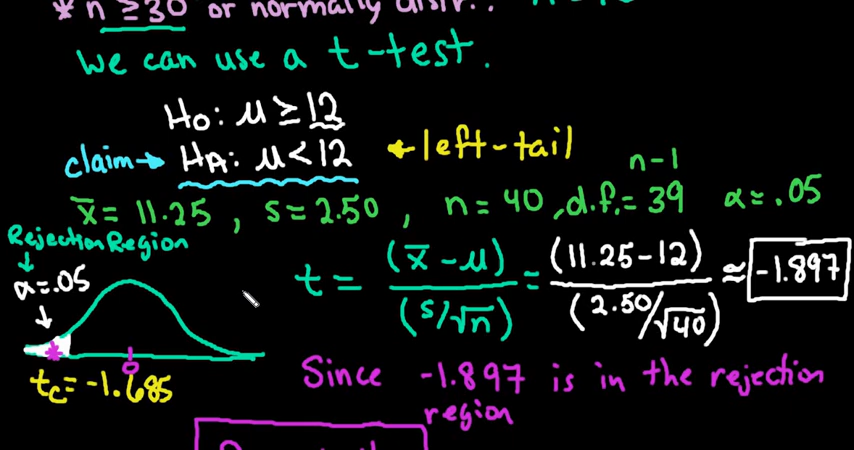 * n ≥ 30 or normally distr.
We can use a t-test.
H₀: μ ≥ 12
claim → Hₐ: μ < 12 ← left-tail
n-1
x̄ = 11.25, s = 2.50, n = 40, d.f. = 39 α = .05
Rejection Region
α = .05
t = (x̄ - μ) / (s/√n) = (11.25 - 12) / (2.50/√40) ≈ -1.897
0
t_c = -1.685
Since -1.897 is in the rejection
region